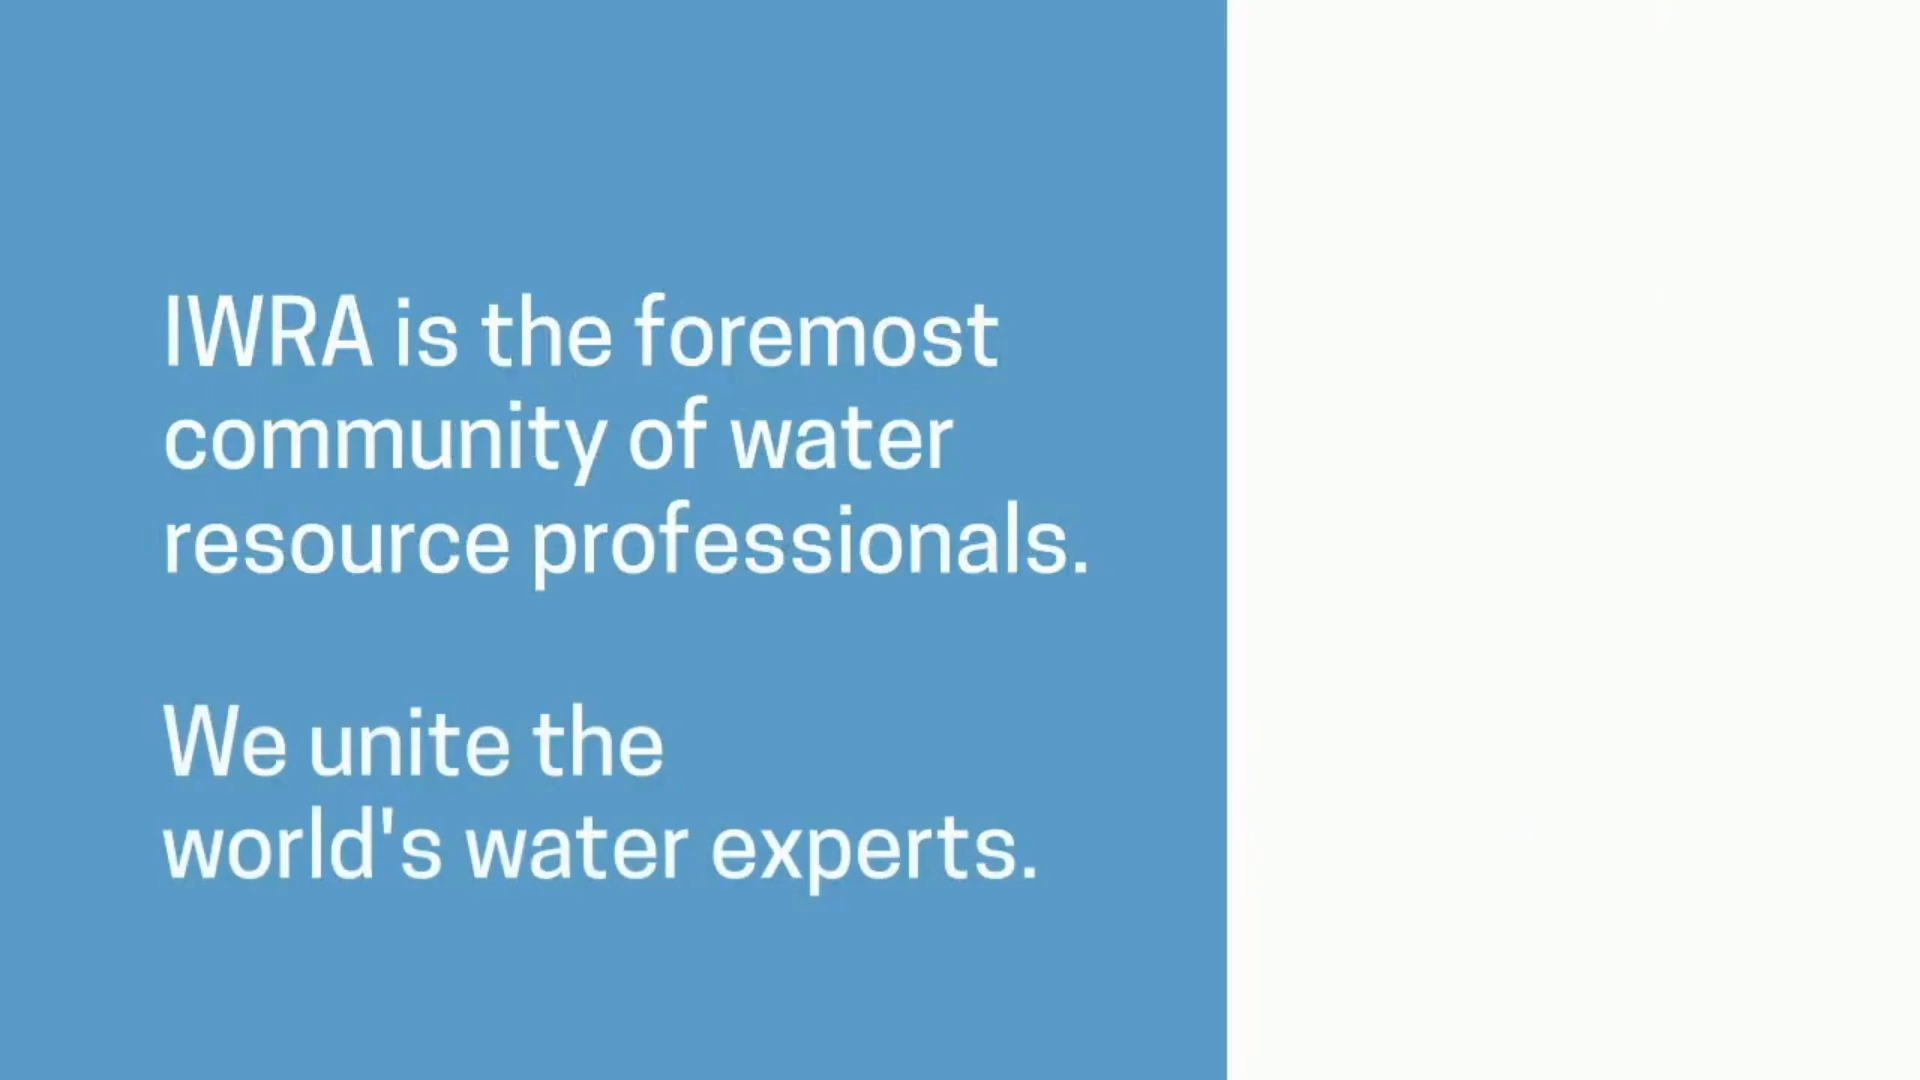 IWRA is the foremost
community of water
resource professionals.
We unite the
world's water experts.